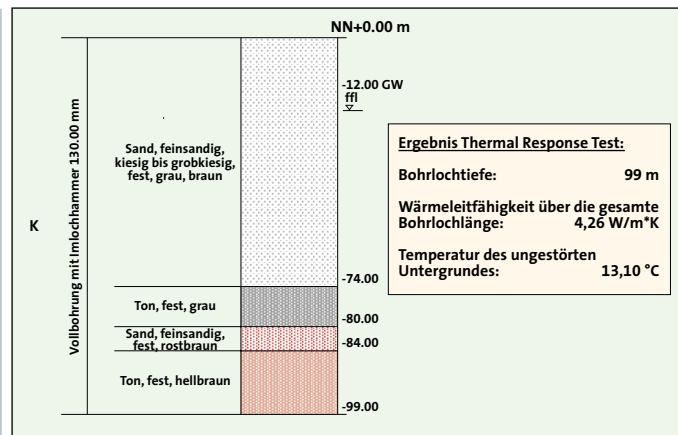 NN+0.00 m
-12.00 GW
ffl
K
Vollbohrung mit Imlochhammer 130.00 mm
Sand, feinsandig,
kiesig bis grobkiesig,
fest, grau, braun
-74.00
Ton, fest, grau
-80.00
Sand, feinsandig,
fest, rostbraun
-84.00
Ton, fest, hellbraun
-99.00
Ergebnis Thermal Response Test:
Bohrlochtiefe: 99 m
Wärmeleitfähigkeit über die gesamte
Bohrlochlänge: 4,26 W/m*K
Temperatur des ungestörten
Untergrundes: 13,10 °C